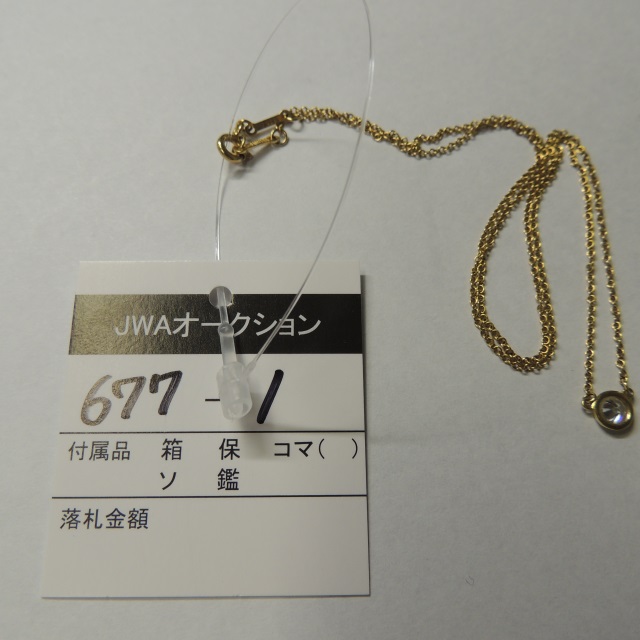 JWAオークション
677-1
付属品 箱 保 コマ( )
ソ 鑑
落札金額